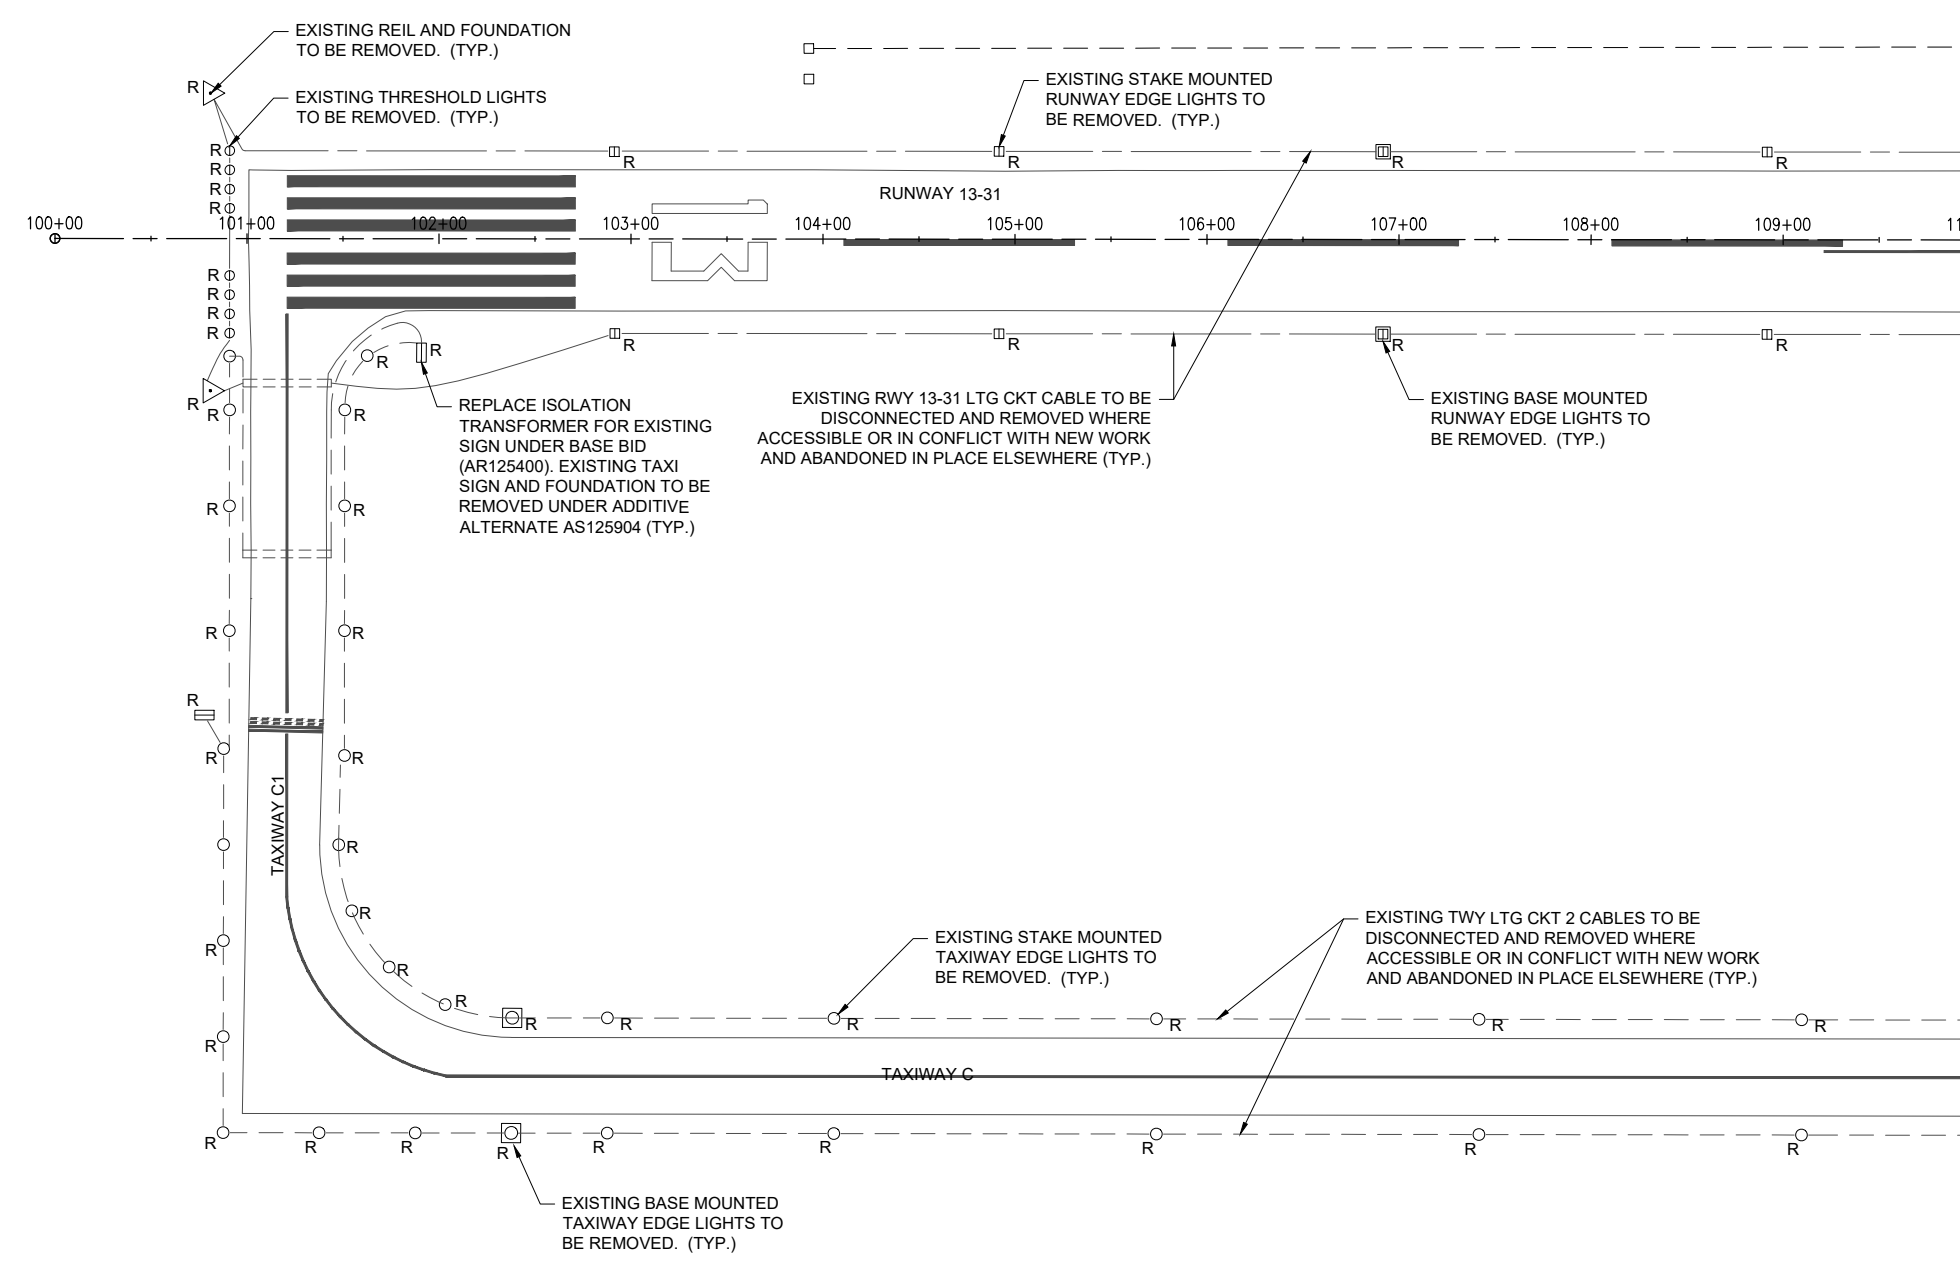 EXISTING REIL AND FOUNDATION
TO BE REMOVED. (TYP.)
R
EXISTING THRESHOLD LIGHTS
TO BE REMOVED. (TYP.)
EXISTING STAKE MOUNTED
RUNWAY EDGE LIGHTS TO
BE REMOVED. (TYP.)
R
R
R
R
R
R
R
R
RUNWAY 13-31
100+00
101+00
102+00
103+00
104+00
105+00
106+00
107+00
108+00
109+00
11
R
R
R
R
R
R
R
R
R
R
R
R
R
R
REPLACE ISOLATION
TRANSFORMER FOR EXISTING
SIGN UNDER BASE BID
(AR125400). EXISTING TAXI
SIGN AND FOUNDATION TO BE
REMOVED UNDER ADDITIVE
ALTERNATE AS125904 (TYP.)
EXISTING RWY 13-31 LTG CKT CABLE TO BE
DISCONNECTED AND REMOVED WHERE
ACCESSIBLE OR IN CONFLICT WITH NEW WORK
AND ABANDONED IN PLACE ELSEWHERE (TYP.)
EXISTING BASE MOUNTED
RUNWAY EDGE LIGHTS TO
BE REMOVED. (TYP.)
R
R
R
R
R
R
R
TAXIWAY C1
R
R
R
R
R
R
EXISTING STAKE MOUNTED
TAXIWAY EDGE LIGHTS TO
BE REMOVED. (TYP.)
EXISTING TWY LTG CKT 2 CABLES TO BE
DISCONNECTED AND REMOVED WHERE
ACCESSIBLE OR IN CONFLICT WITH NEW WORK
AND ABANDONED IN PLACE ELSEWHERE (TYP.)
R
R
R
R
R
R
R
TAXIWAY C
R
R
R
R
R
R
R
R
R
EXISTING BASE MOUNTED
TAXIWAY EDGE LIGHTS TO
BE REMOVED. (TYP.)